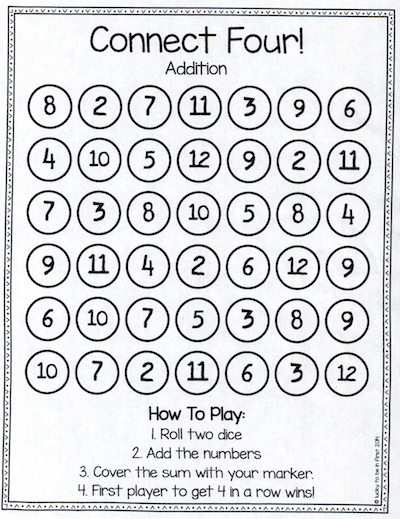 Connect Four!
Addition
8 2 7 11 3 9 6
4 10 5 12 9 2 11
7 3 8 10 5 8 4
9 11 4 2 6 12 9
6 10 7 5 3 8 9
10 7 2 11 6 3 12
How To Play:
1. Roll two dice
2. Add the numbers
3. Cover the sum with your marker.
4. First player to get 4 in a row wins!
© lucky to be in first 2014